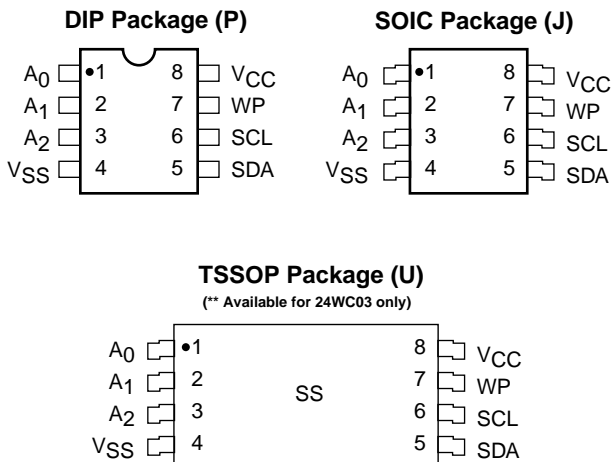 DIP Package (P)
A0 1 8 VCC
A1 2 7 WP
A2 3 6 SCL
VSS 4 5 SDA
SOIC Package (J)
A0 1 8 VCC
A1 2 7 WP
A2 3 6 SCL
VSS 4 5 SDA
TSSOP Package (U)
(** Available for 24WC03 only)
A0 1 8 VCC
A1 2 7 WP
SS
A2 3 6 SCL
VSS 4 5 SDA